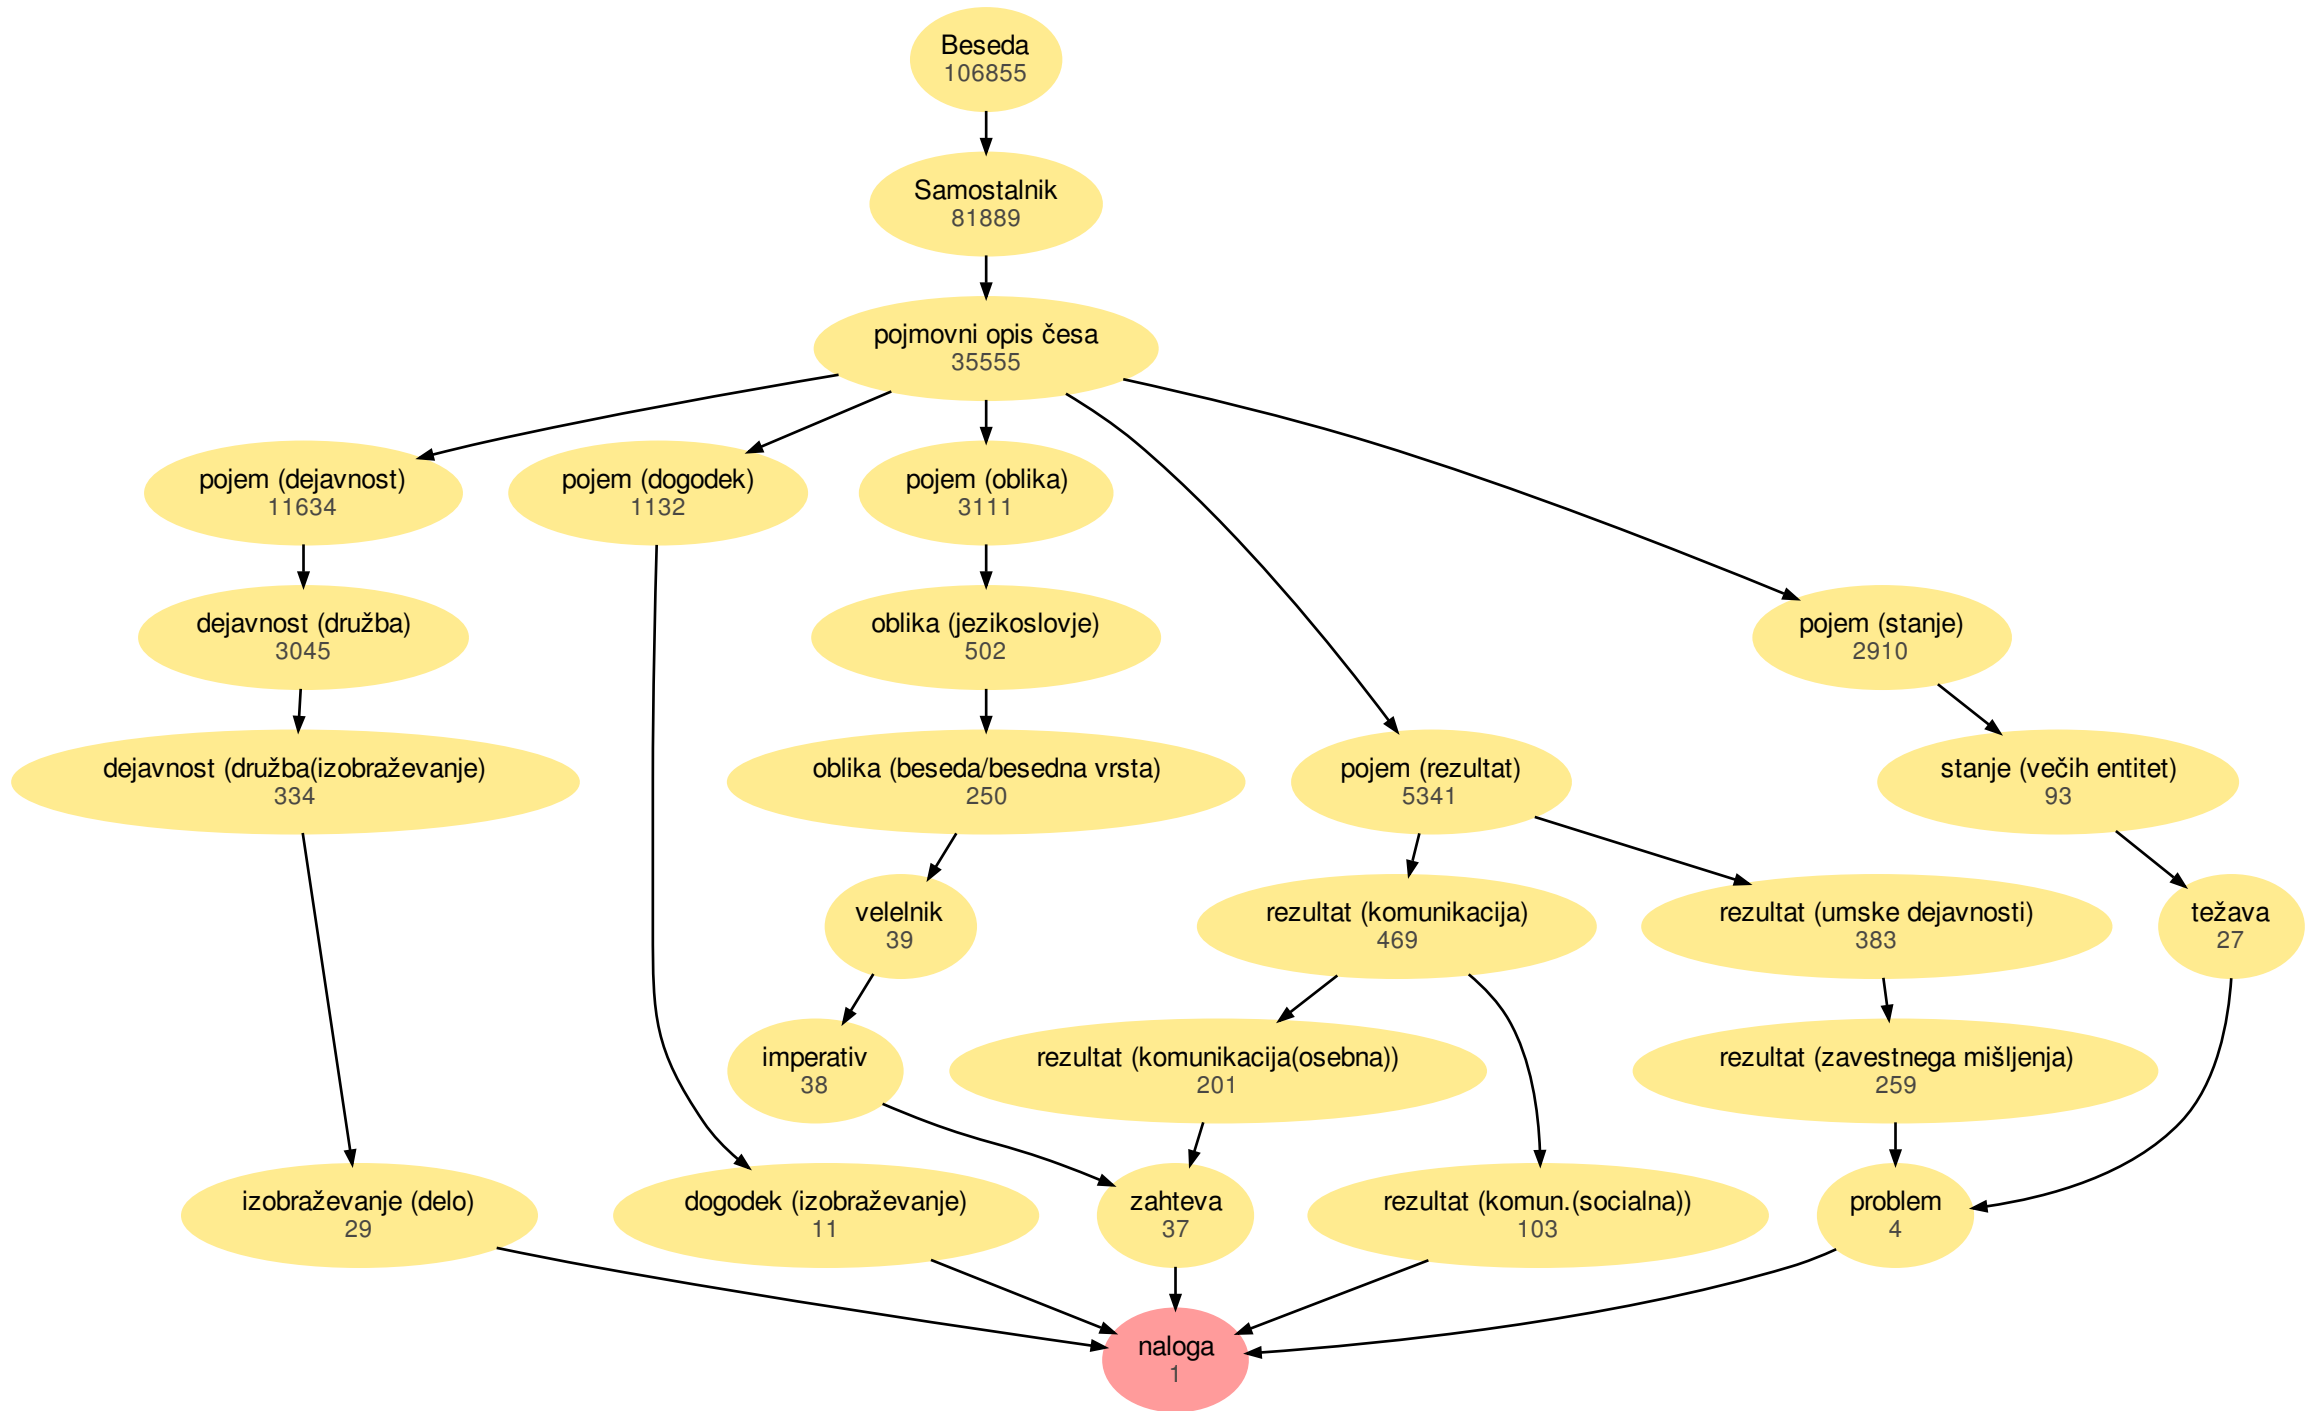 Beseda
106855
Samostalnik
81889
pojmovni opis česa
35555
pojem (dejavnost)
11634
pojem (dogodek)
1132
pojem (oblika)
3111
dejavnost (družba)
3045
oblika (jezikoslovje)
502
pojem (stanje)
2910
dejavnost (družba(izobraževanje)
334
oblika (beseda/besedna vrsta)
250
pojem (rezultat)
5341
stanje (večih entitet)
93
velelnik
39
rezultat (komunikacija)
469
rezultat (umske dejavnosti)
383
težava
27
imperativ
38
rezultat (komunikacija(osebna))
201
rezultat (zavestnega mišljenja)
259
izobraževanje (delo)
29
dogodek (izobraževanje)
11
zahteva
37
rezultat (komun.(socialna))
103
problem
4
naloga
1